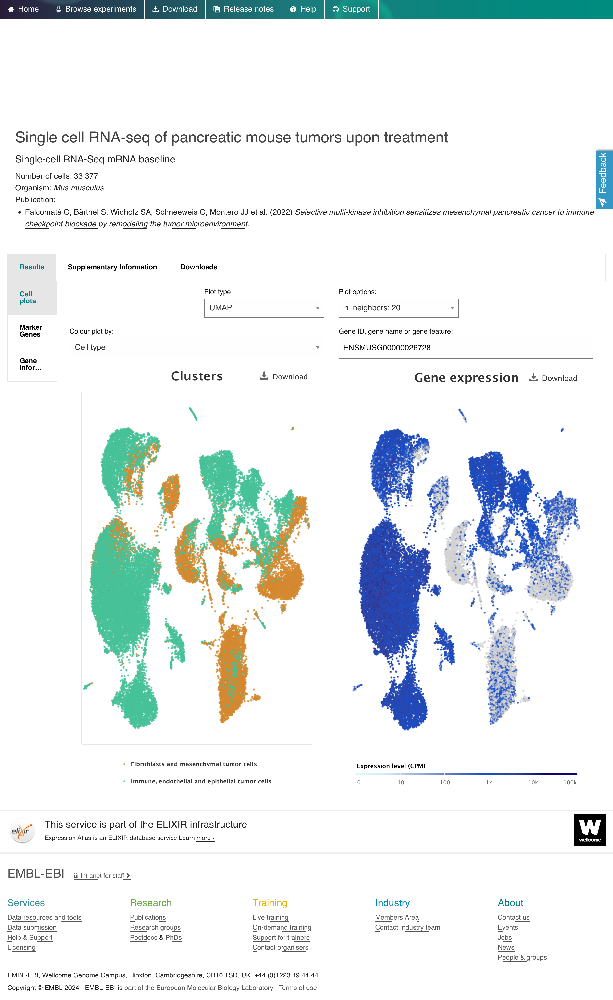 Home Browse experiments Download Release notes Help Support
Single cell RNA-seq of pancreatic mouse tumors upon treatment
Single-cell RNA-Seq mRNA baseline
Number of cells: 33 377
Organism: Mus musculus
Publication:
Falcomatà C, Bärthel S, Widholz SA, Schneeweis C, Montero JJ et al. (2022) Selective multi-kinase inhibition sensitizes mesenchymal pancreatic cancer to immune
checkpoint blockade by remodeling the tumor microenvironment.
Feedback
Results Supplementary Information Downloads
Cell
plots
Marker
Genes
Gene
infor...
Plot type: Plot options:
UMAP n_neighbors: 20
Colour plot by: Gene ID, gene name or gene feature:
Cell type ENSMUSG00000026728
Clusters Download Gene expression Download
Fibroblasts and mesenchymal tumor cells
Immune, endothelial and epithelial tumor cells
Expression level (CPM)
0 10 100 1k 10k 100k
elixir
This service is part of the ELIXIR infrastructure
Expression Atlas is an ELIXIR database service Learn more ›
W
wellcome
EMBL-EBI Intranet for staff
Services Research Training Industry About
Data resources and tools Publications Live training Members Area Contact us
Data submission Research groups On-demand training Contact Industry team Events
Help & Support Postdocs & PhDs Support for trainers Jobs
Licensing Contact organisers News
People & groups
EMBL-EBI, Wellcome Genome Campus, Hinxton, Cambridgeshire, CB10 1SD, UK. +44 (0)1223 49 44 44
Copyright © EMBL 2024 | EMBL-EBI is part of the European Molecular Biology Laboratory | Terms of use